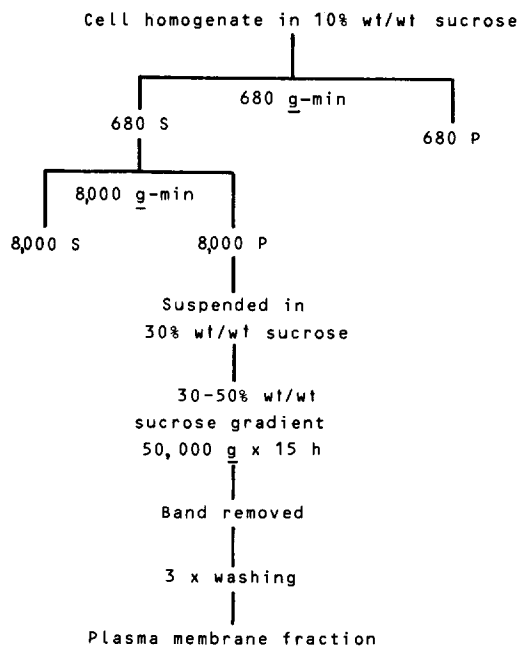 Cell homogenate in 10% wt/wt sucrose
680 g-min
680 S
680 P
8,000 g-min
8,000 S
8,000 P
Suspended in
30% wt/wt sucrose
30-50% wt/wt
sucrose gradient
50,000 g x 15 h
Band removed
3 x washing
Plasma membrane fraction